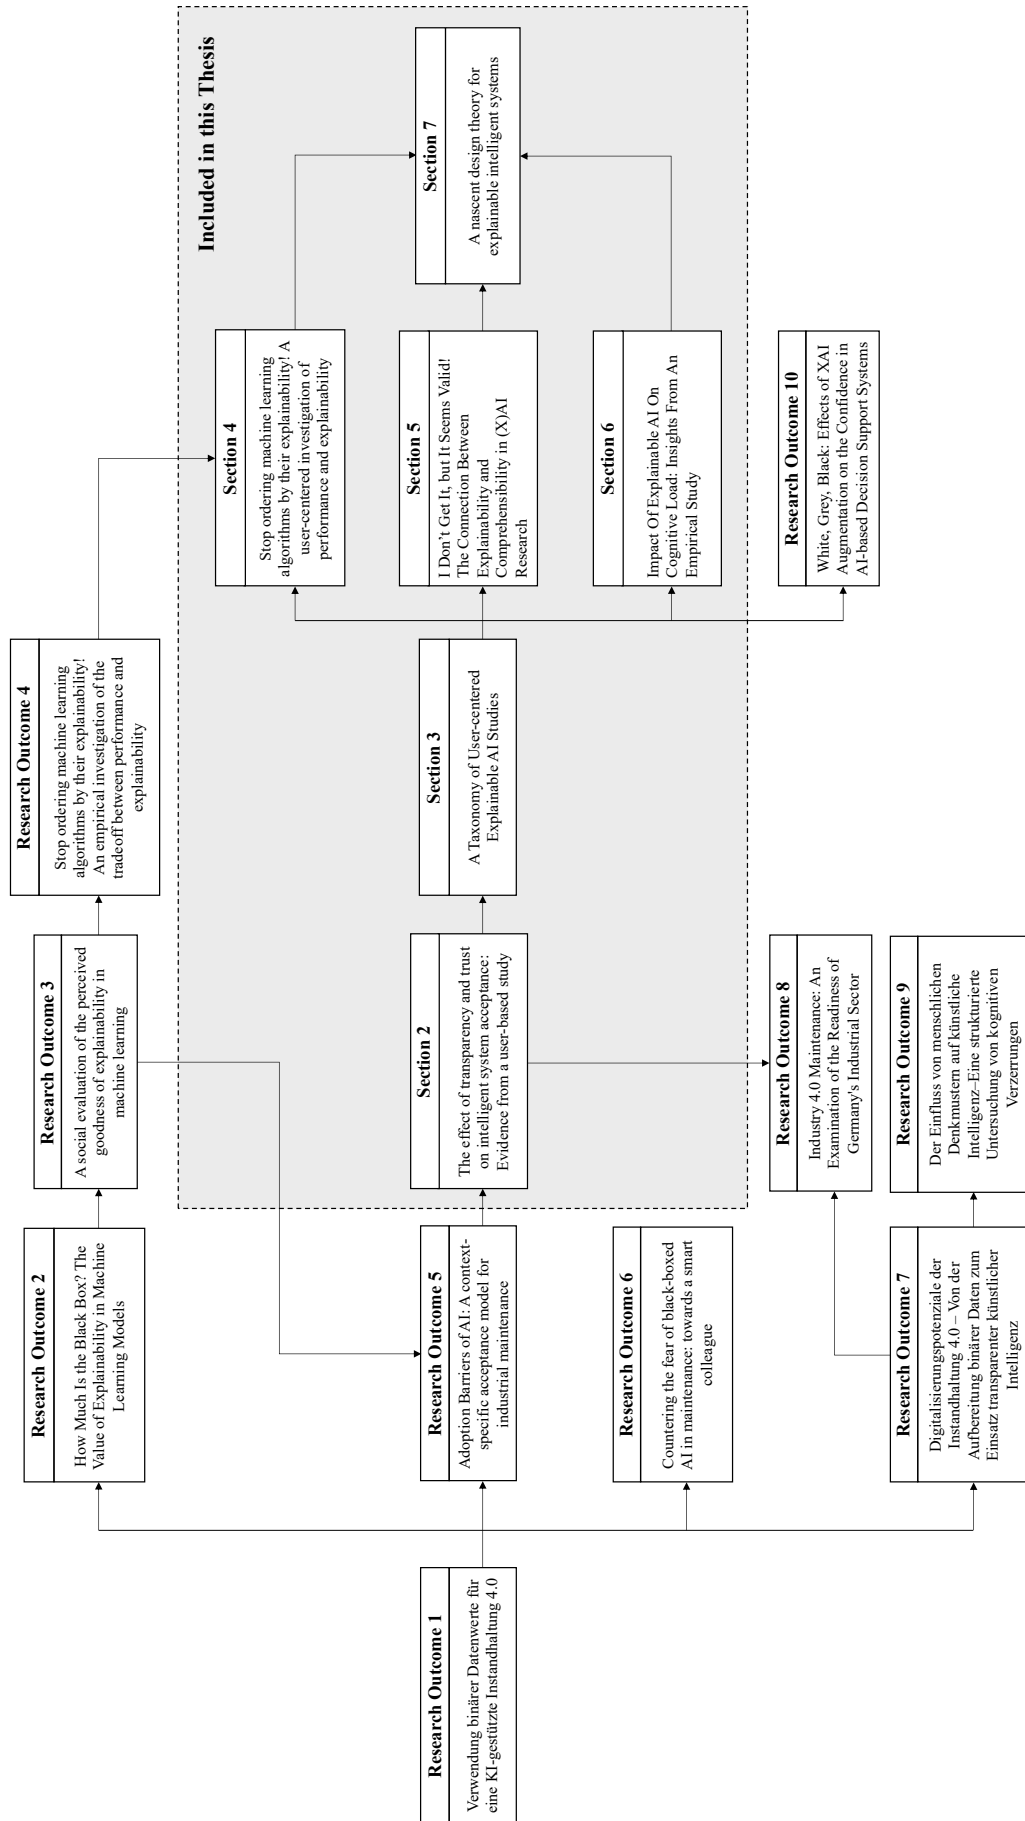 Research Outcome 1
Verwendung binärer Datenwerte für
eine KI-gestützte Instandhaltung 4.0
Research Outcome 2
How Much Is the Black Box? The
Value of Explainability in Machine
Learning Models
Research Outcome 5
Adoption Barriers of AI: A context-
specific acceptance model for
industrial maintenance
Research Outcome 6
Countering the fear of black-boxed
AI in maintenance: towards a smart
colleague
Research Outcome 7
Digitalisierungspotenziale der
Instandhaltung 4.0 – Von der
Aufbereitung binärer Daten zum
Einsatz transparenter künstlicher
Intelligenz
Research Outcome 3
A social evaluation of the perceived
goodness of explainability in
machine learning
Section 2
The effect of transparency and trust
on intelligent system acceptance:
Evidence from a user-based study
Research Outcome 8
Industry 4.0 Maintenance: An
Examination of the Readiness of
Germany's Industrial Sector
Research Outcome 9
Der Einfluss von menschlichen
Denkmustern auf künstliche
Intelligenz–Eine strukturierte
Untersuchung von kognitiven
Verzerrungen
Research Outcome 4
Stop ordering machine learning
algorithms by their explainability!
An empirical investigation of the
tradeoff between performance and
explainability
Section 3
A Taxonomy of User-centered
Explainable AI Studies
Section 4
Stop ordering machine learning
algorithms by their explainability! A
user-centered investigation of
performance and explainability
Section 5
I Don't Get It, but It Seems Valid!
The Connection Between
Explainability and
Comprehensibility in (X)AI
Research
Section 6
Impact Of Explainable AI On
Cognitive Load: Insights From An
Empirical Study
Research Outcome 10
White, Grey, Black: Effects of XAI
Augmentation on the Confidence in
AI-based Decision Support Systems
Included in this Thesis
Section 7
A nascent design theory for
explainable intelligent systems